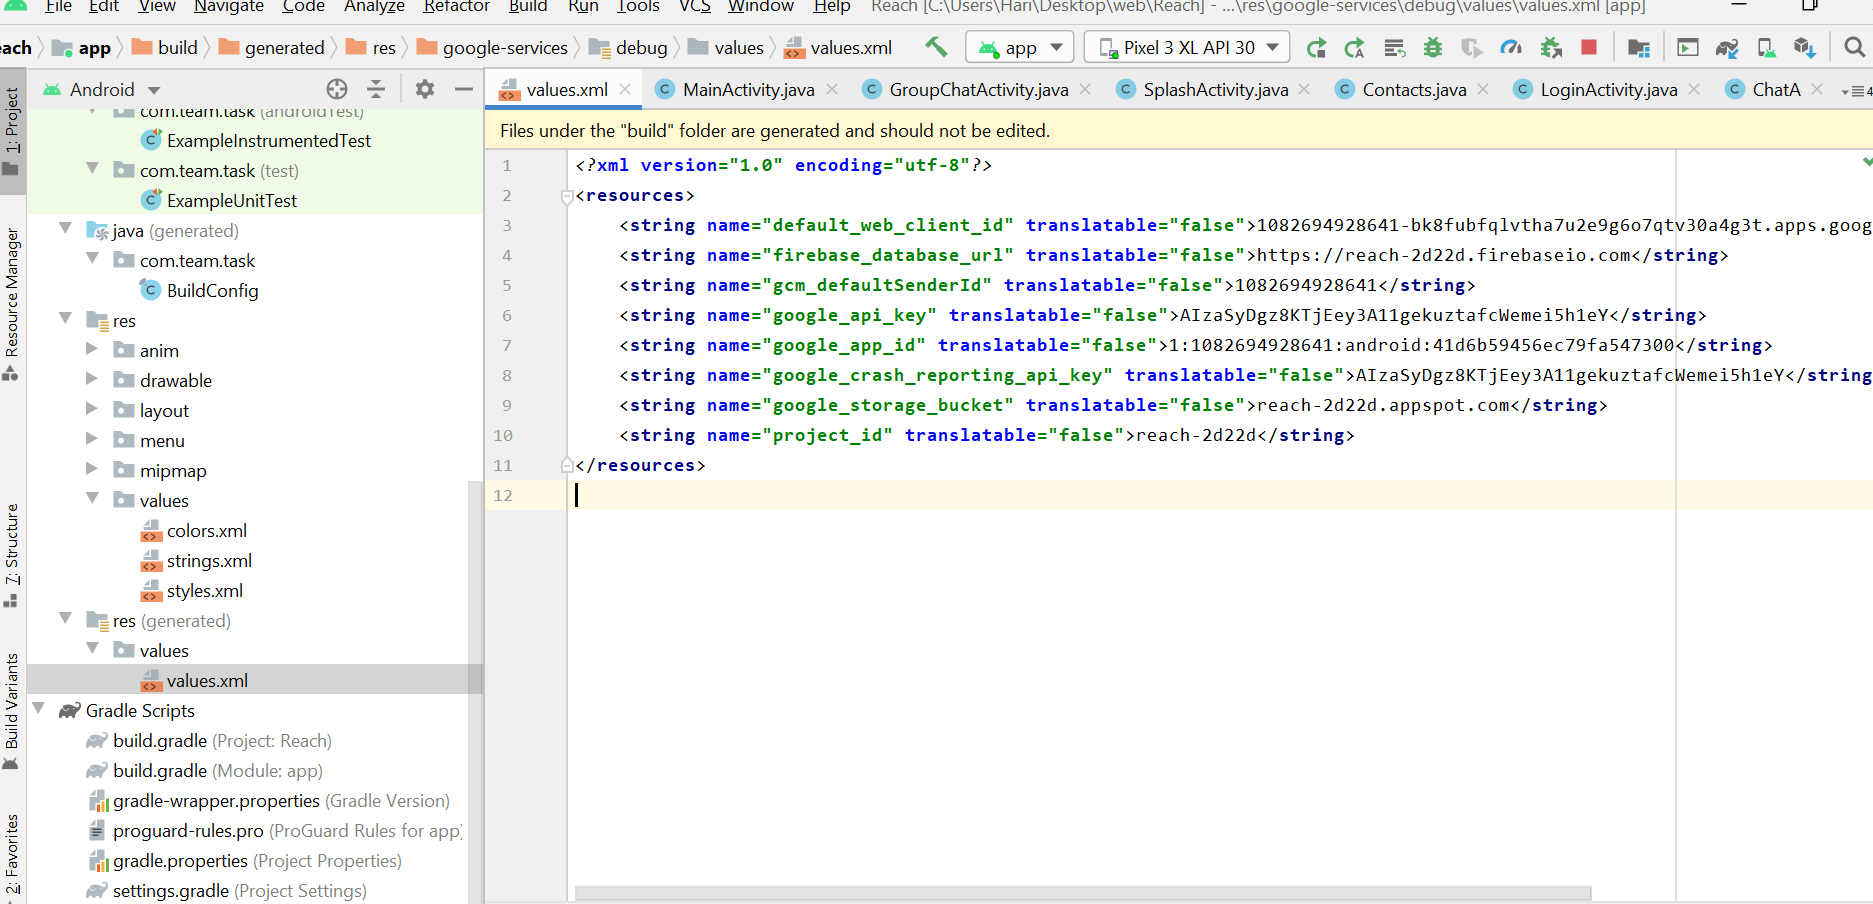 File Edit View Navigate Code Analyze Refactor Build Run Tools VCS Window Help Reach [C:\Users\Hari\Desktop\web\Reach] - ...\res\google-services\debug\values\values.xml [app]
each app build generated res google-services debug values values.xml app Pixel 3 XL API 30
Android
values.xml MainActivity.java GroupChatActivity.java SplashActivity.java Contacts.java LoginActivity.java ChatA 4
1: Project
Resource Manager
7: Structure
Build Variants
2: Favorites
com.team.task (androidTest)
ExampleInstrumentedTest
com.team.task (test)
ExampleUnitTest
java (generated)
com.team.task
BuildConfig
res
anim
drawable
layout
menu
mipmap
values
colors.xml
strings.xml
styles.xml
res (generated)
values
values.xml
Gradle Scripts
build.gradle (Project: Reach)
build.gradle (Module: app)
gradle-wrapper.properties (Gradle Version)
proguard-rules.pro (ProGuard Rules for app)
gradle.properties (Project Properties)
settings.gradle (Project Settings)
Files under the "build" folder are generated and should not be edited.
1 <?xml version="1.0" encoding="utf-8"?>
2 <resources>
3 <string name="default_web_client_id" translatable="false">1082694928641-bk8fubfqlvtha7u2e9g6o7qtv30a4g3t.apps.goog
4 <string name="firebase_database_url" translatable="false">https://reach-2d22d.firebaseio.com</string>
5 <string name="gcm_defaultSenderId" translatable="false">1082694928641</string>
6 <string name="google_api_key" translatable="false">AIzaSyDgz8KTjEey3A11gekuztafcWemei5h1eY</string>
7 <string name="google_app_id" translatable="false">1:1082694928641:android:41d6b59456ec79fa547300</string>
8 <string name="google_crash_reporting_api_key" translatable="false">AIzaSyDgz8KTjEey3A11gekuztafcWemei5h1eY</string
9 <string name="google_storage_bucket" translatable="false">reach-2d22d.appspot.com</string>
10 <string name="project_id" translatable="false">reach-2d22d</string>
11 </resources>
12